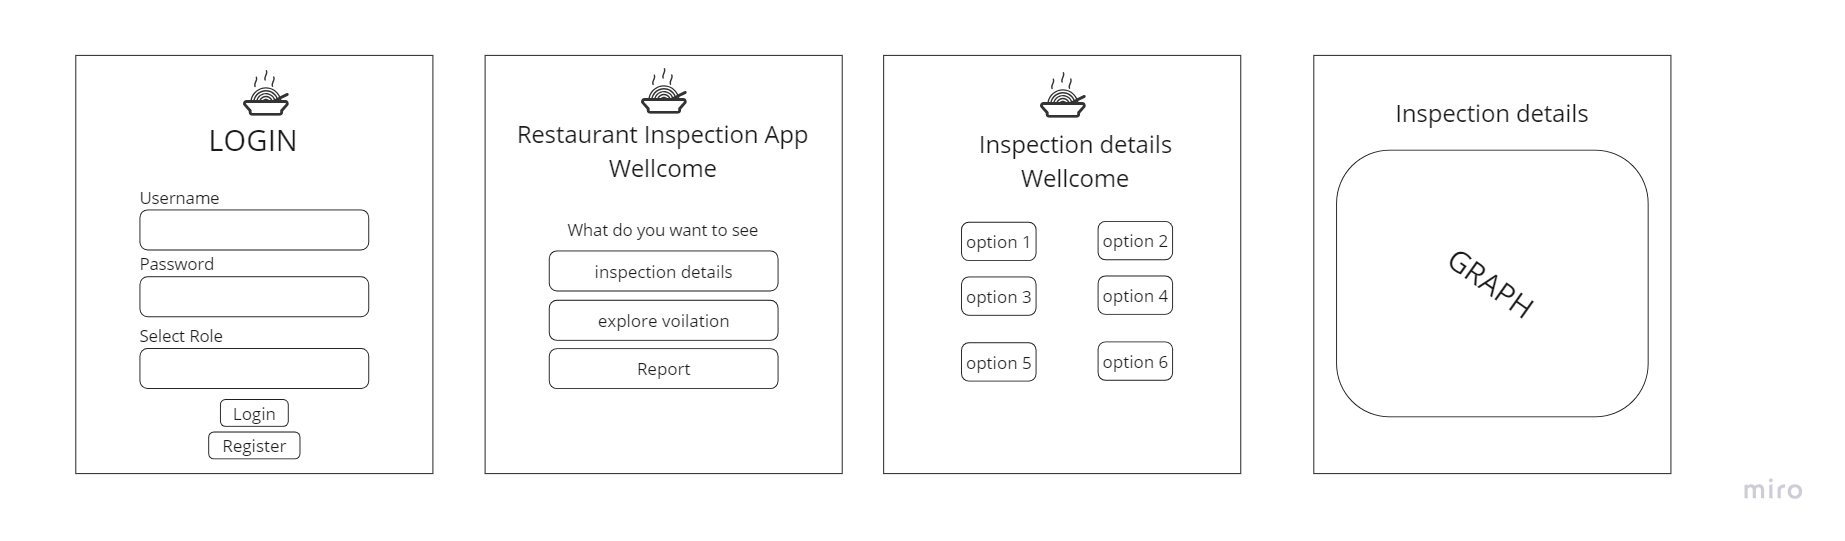 LOGIN
Username
Password
Select Role
Login
Register
Restaurant Inspection App
Wellcome
What do you want to see
inspection details
explore voilation
Report
Inspection details
Wellcome
option 1
option 2
option 3
option 4
option 5
option 6
Inspection details
GRAPH
miro